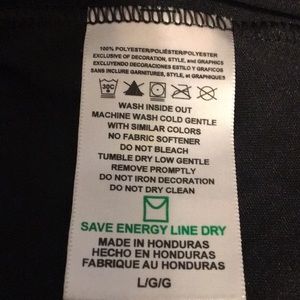 100% POLYESTER/POLIÉSTER/POLYESTER
EXCLUSIVE OF DECORATION, STYLE, AND GRAPHICS
EXCLUYENDO DECORACIONES ESTILO Y GRAFICOS
SANS INCLURE GARNITURES, STYLE, et GRAPHIQUES
30C
WASH INSIDE OUT
MACHINE WASH COLD GENTLE
WITH SIMILAR COLORS
NO FABRIC SOFTENER
DO NOT BLEACH
TUMBLE DRY LOW GENTLE
REMOVE PROMPTLY
DO NOT IRON DECORATION
DO NOT DRY CLEAN
SAVE ENERGY LINE DRY
MADE IN HONDURAS
HECHO EN HONDURAS
FABRIQUE AU HONDURAS
L/G/G